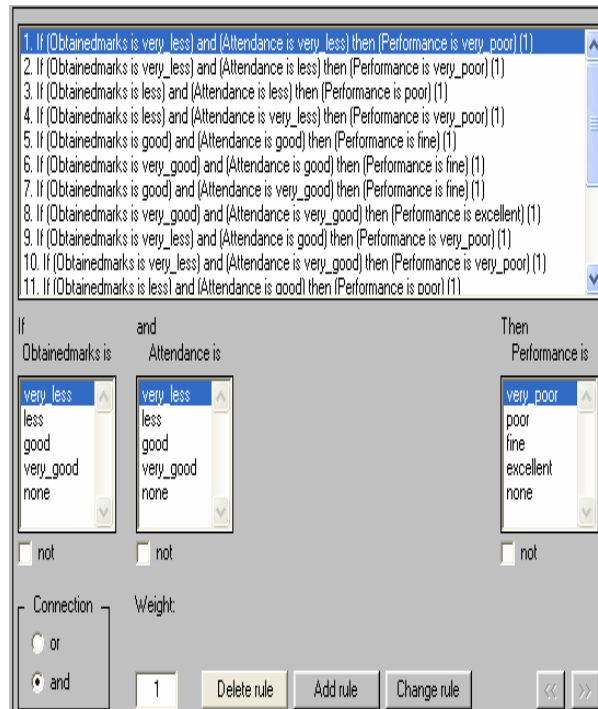 1. If (Obtainedmarks is very_less) and (Attendance is very_less) then (Performance is very_poor) (1)
2. If (Obtainedmarks is very_less) and (Attendance is less) then (Performance is very_poor) (1)
3. If (Obtainedmarks is less) and (Attendance is less) then (Performance is poor) (1)
4. If (Obtainedmarks is less) and (Attendance is very_less) then (Performance is very_poor) (1)
5. If (Obtainedmarks is good) and (Attendance is good) then (Performance is fine) (1)
6. If (Obtainedmarks is very_good) and (Attendance is good) then (Performance is fine) (1)
7. If (Obtainedmarks is good) and (Attendance is very_good) then (Performance is fine) (1)
8. If (Obtainedmarks is very_good) and (Attendance is very_good) then (Performance is excellent) (1)
9. If (Obtainedmarks is very_less) and (Attendance is good) then (Performance is very_poor) (1)
10. If (Obtainedmarks is very_less) and (Attendance is very_good) then (Performance is very_poor) (1)
11. If (Obtainedmarks is less) and (Attendance is good) then (Performance is poor) (1)
If and Then
Obtainedmarks is Attendance is Performance is
very_less very_less very_poor
less less poor
good good fine
very_good very_good excellent
none none none
not not not
Connection Weight:
or
and 1 Delete rule Add rule Change rule << >>